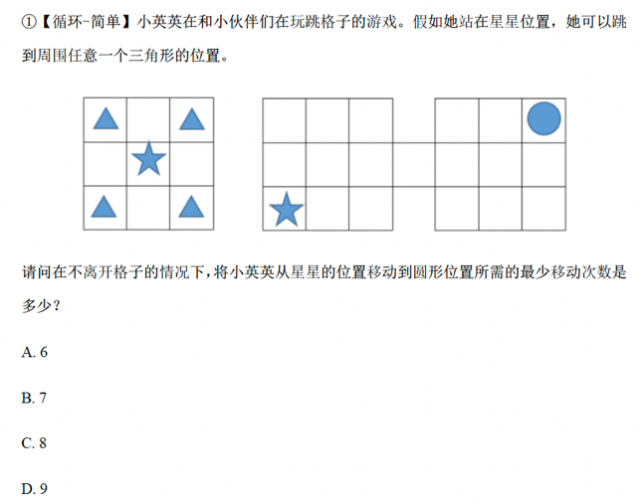 ①【循环-简单】小英英在和小伙伴们在玩跳格子的游戏。假如她站在星星位置，她可以跳
到周围任意一个三角形的位置。
请问在不离开格子的情况下，将小英英从星星的位置移动到圆形位置所需的最少移动次数是
多少？
A. 6
B. 7
C. 8
D. 9